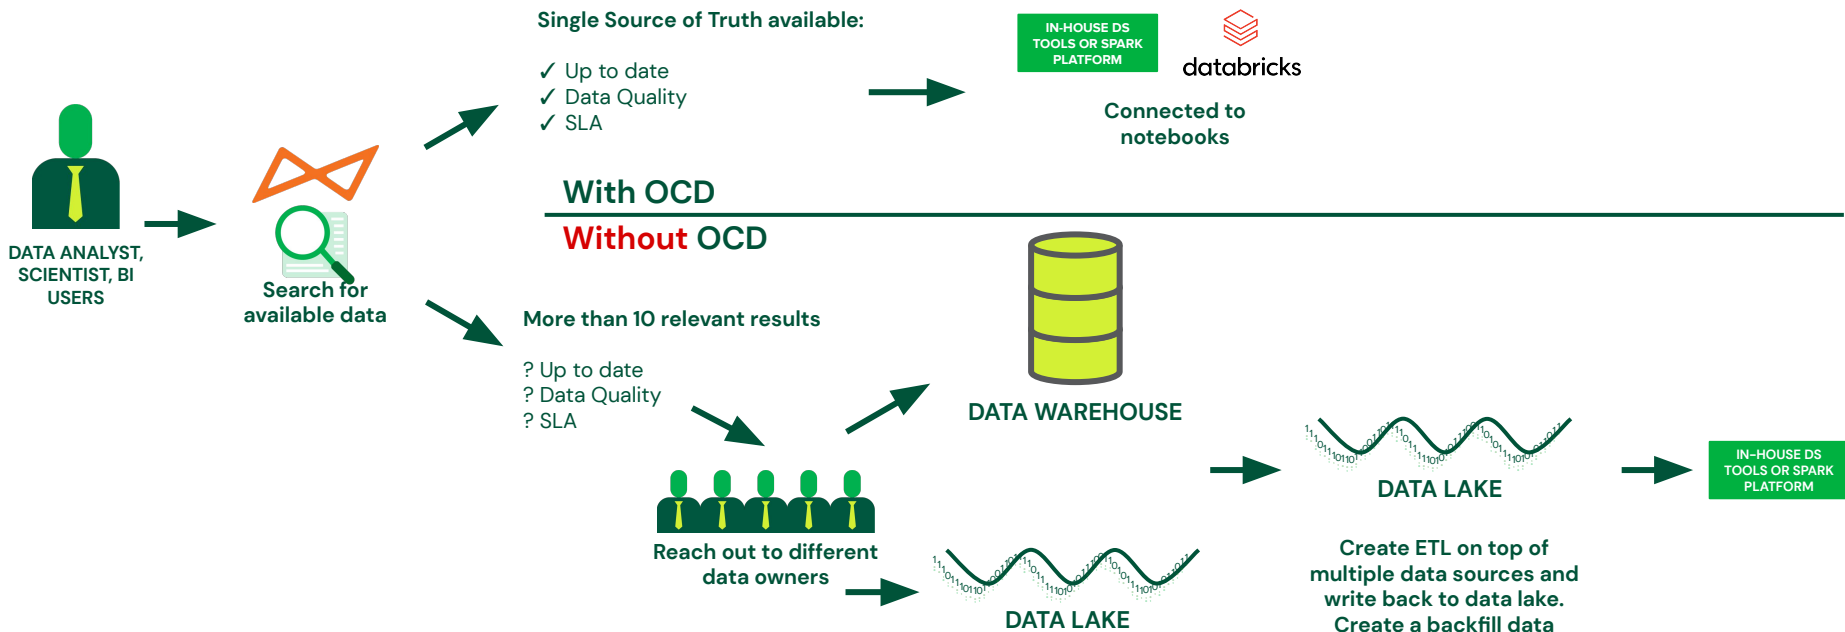 Single Source of Truth available:
✓ Up to date
✓ Data Quality
✓ SLA
IN-HOUSE DS
TOOLS OR SPARK
PLATFORM
databricks
Connected to
notebooks
DATA ANALYST,
SCIENTIST, BI
USERS
Search for
available data
With OCD
Without OCD
More than 10 relevant results
? Up to date
? Data Quality
? SLA
Reach out to different
data owners
DATA WAREHOUSE
DATA LAKE
DATA LAKE
Create ETL on top of
multiple data sources and
write back to data lake.
Create a backfill data
IN-HOUSE DS
TOOLS OR SPARK
PLATFORM